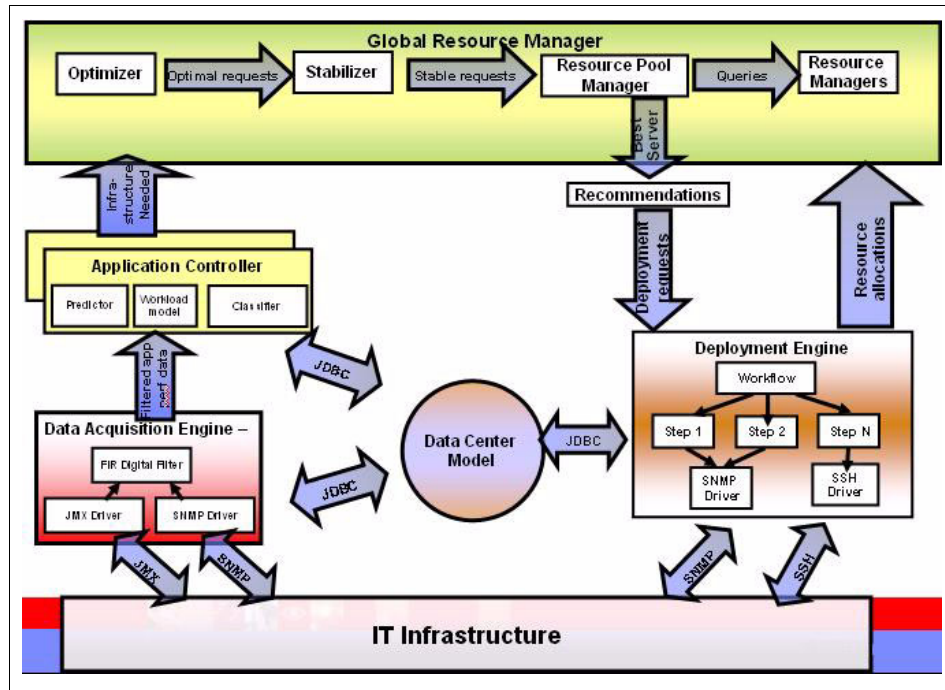 Global Resource Manager
Optimizer
Optimal requests
Stabilizer
Stable requests
Resource Pool
Manager
Queries
Resource
Managers
Best
Server
Recommendations
Infra-
structure
Needed
Deployment
requests
Resource
allocations
Application Controller
Predictor
Workload
model
Classifier
Filtered app
perf data
JDBC
Data Acquisition Engine –
FIR Digital Filter
JMX Driver
SNMP Driver
JDBC
Data Center
Model
JDBC
Deployment Engine
Workflow
Step 1
Step 2
Step N
SNMP
Driver
SSH
Driver
JMX
SNMP
SNMP
SSH
IT Infrastructure